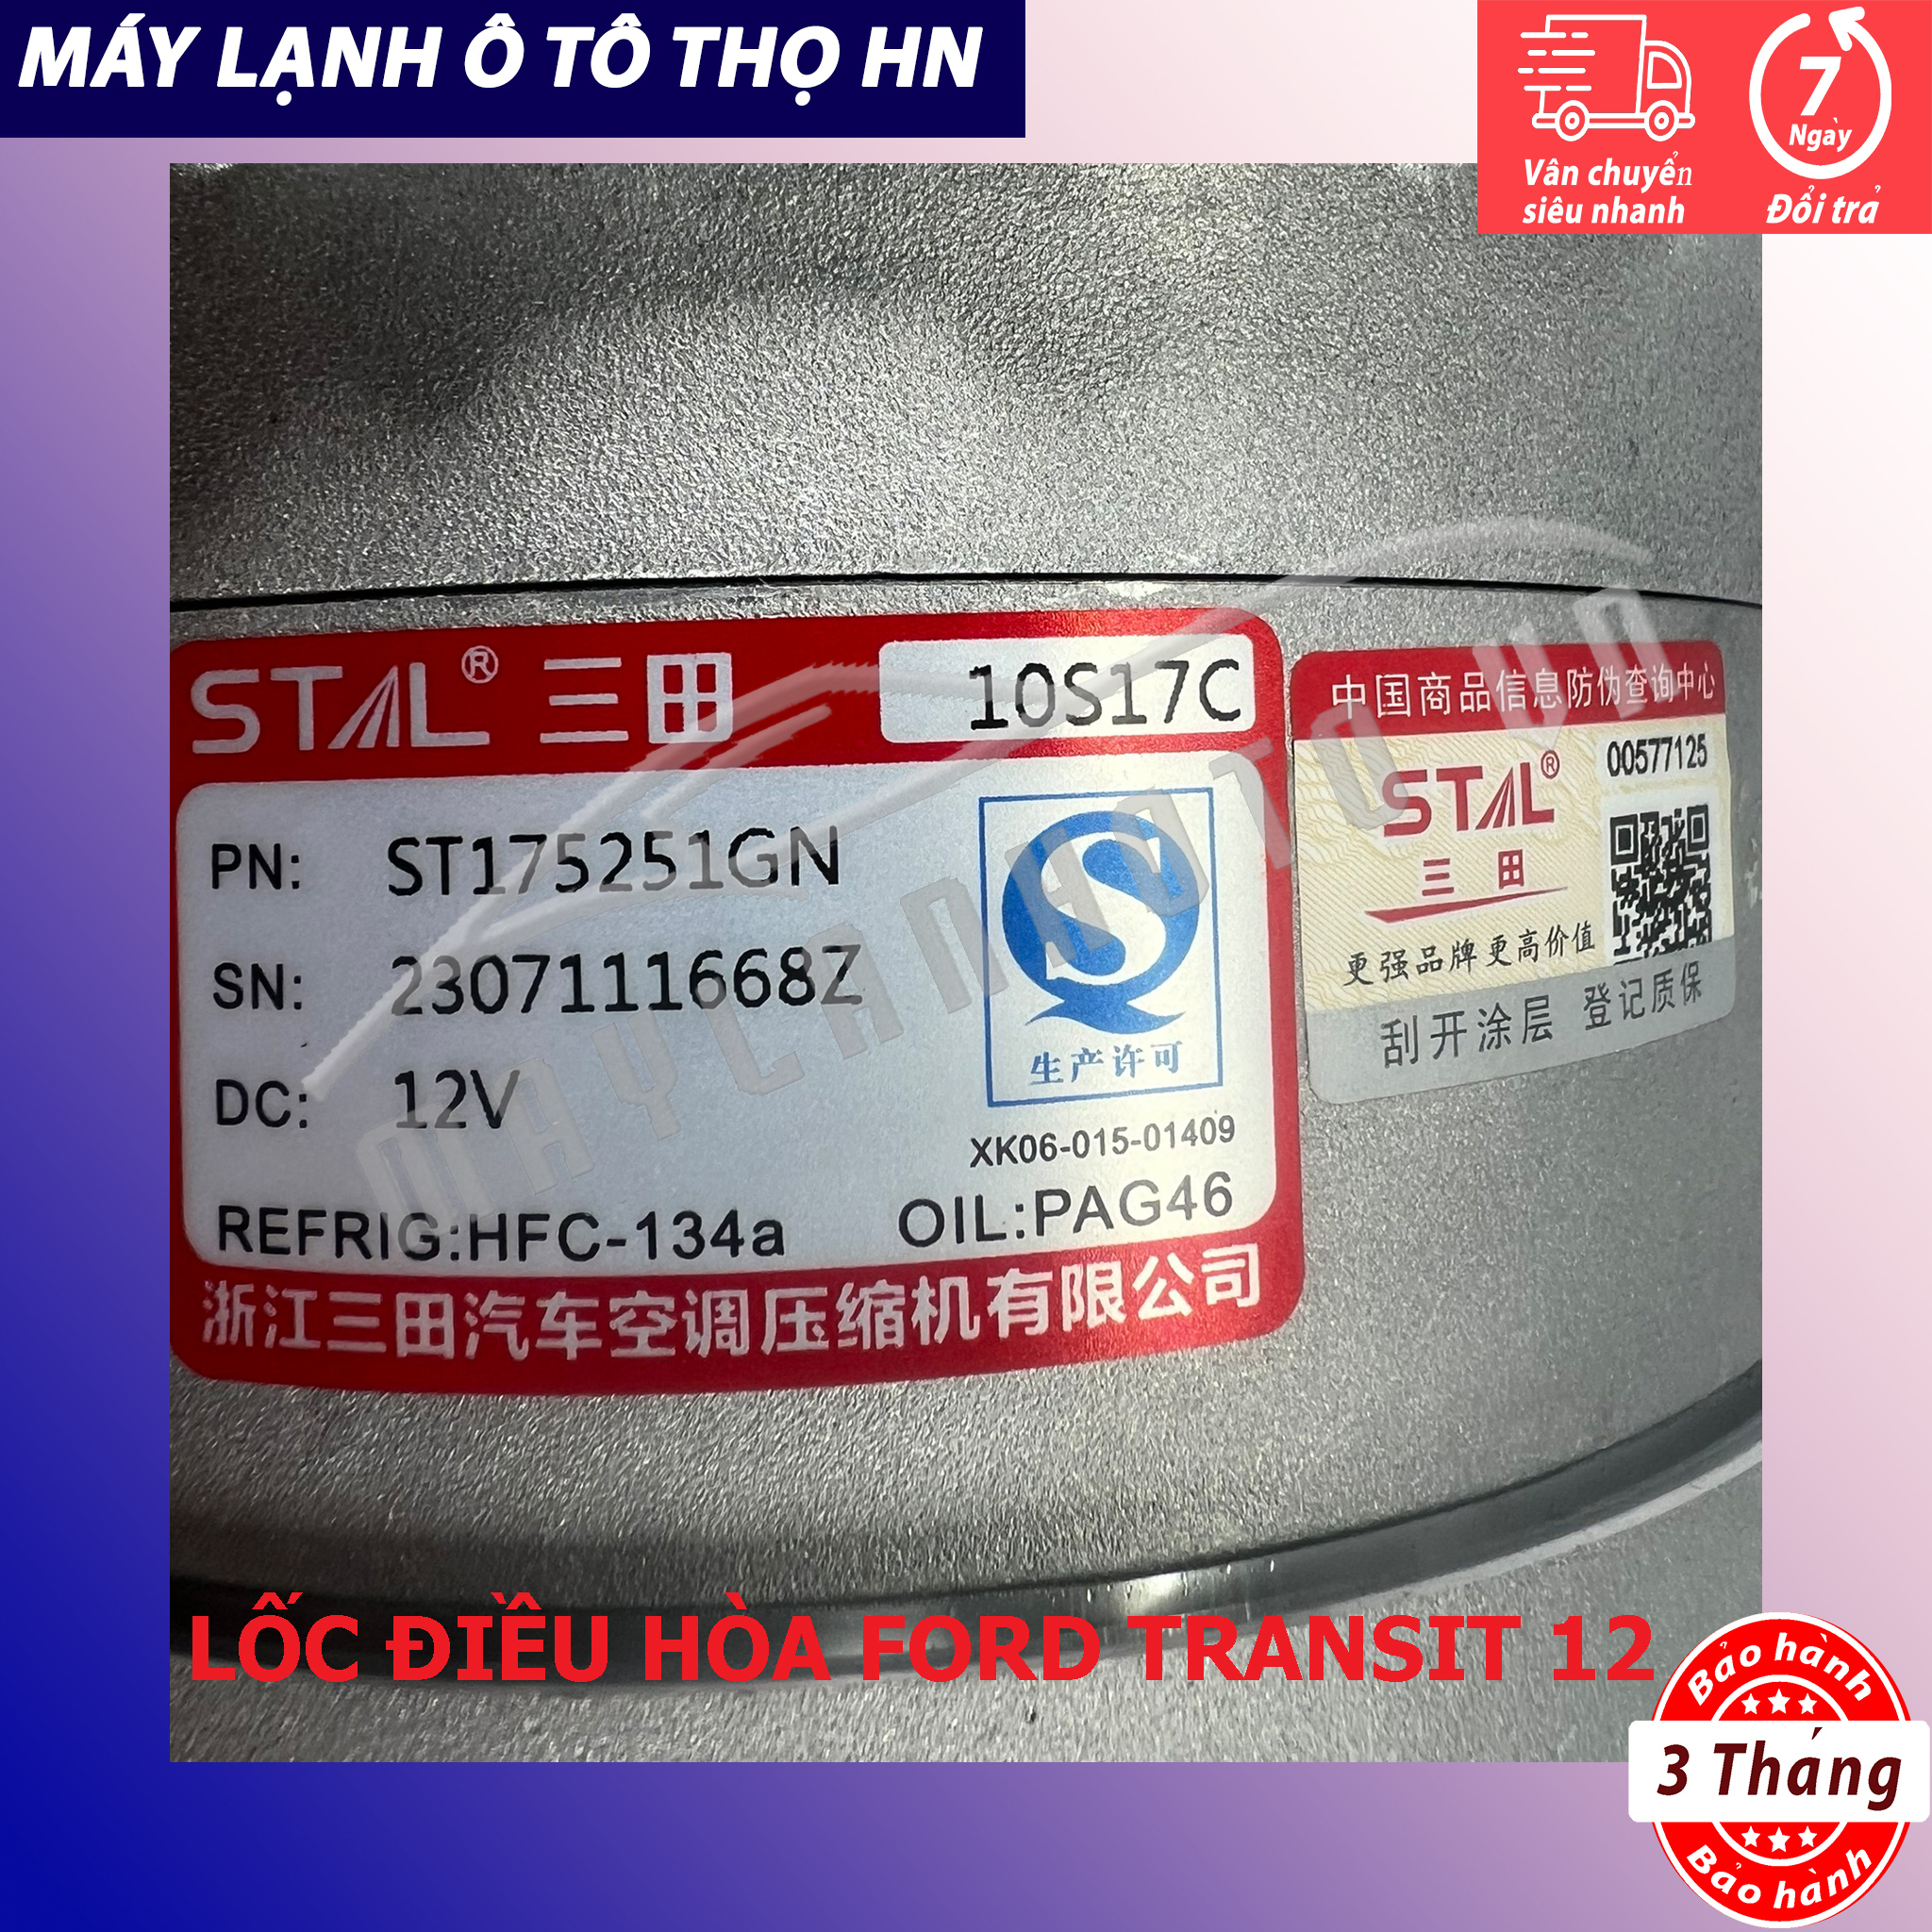 MÁY LẠNH Ô TÔ THỌ HN
7
Ngày
Vân chuyển
siêu nhanh
Đổi trả
STAL® 三田
10S17C
PN: ST175251GN
SN: 2307111668Z
DC: 12V
生产许可
XK06-015-01409
REFRIG:HFC-134a
OIL:PAG46
浙江三田汽车空调压缩机有限公司
中国商品信息防伪查询中心
00577125
STAL®
三田
更强品牌更高价值
刮开涂层 登记质保
MAYLANHOTO.VN
LỐC ĐIỀU HÒA FORD TRANSIT 12
Bảo hành
3 Tháng
Bảo hành